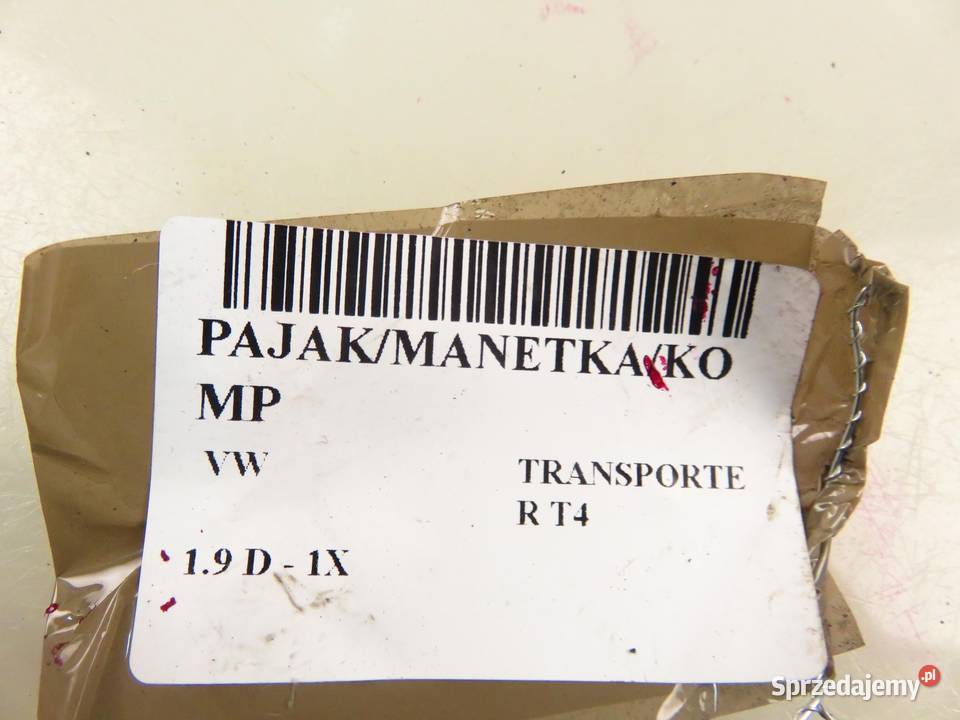 PAJAK/MANETKA/KO
MP
VW
TRANSPORTE
R T4
1.9 D - 1X
Sprzedajemy.pl